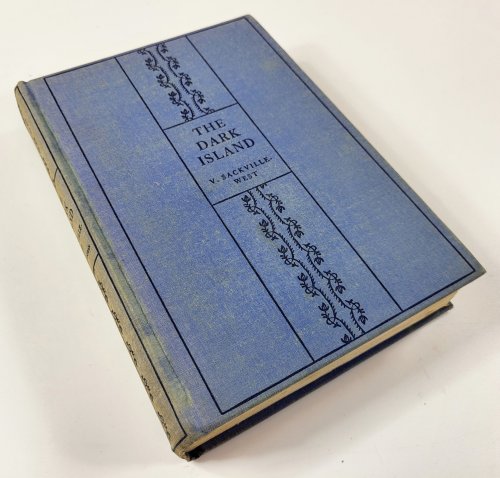 THE
DARK
ISLAND
V. SACKVILLE-
WEST